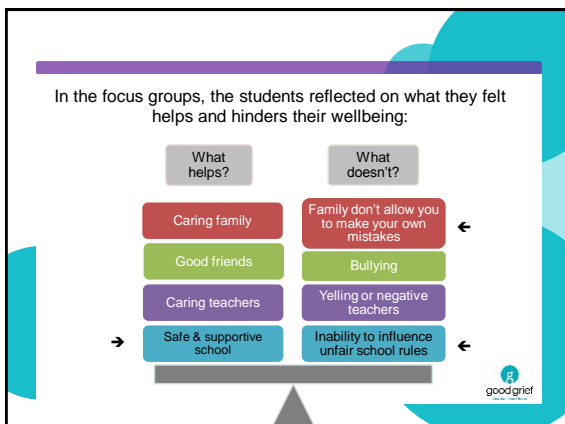 In the focus groups, the students reflected on what they felt
helps and hinders their wellbeing:
What
helps?
What
doesn't?
Caring family
Family don't allow you
to make your own
mistakes
Good friends
Bullying
Caring teachers
Yelling or negative
teachers
Safe & supportive
school
Inability to influence
unfair school rules
g
good grief